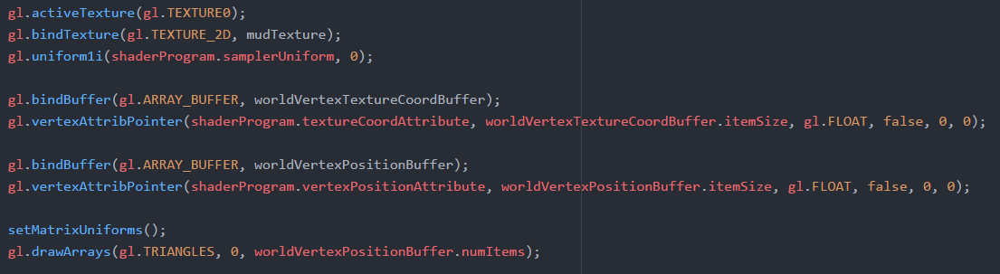 gl.activeTexture(gl.TEXTURE0);
gl.bindTexture(gl.TEXTURE_2D, mudTexture);
gl.uniform1i(shaderProgram.samplerUniform, 0);
gl.bindBuffer(gl.ARRAY_BUFFER, worldVertexTextureCoordBuffer);
gl.vertexAttribPointer(shaderProgram.textureCoordAttribute, worldVertexTextureCoordBuffer.itemSize, gl.FLOAT, false, 0, 0);
gl.bindBuffer(gl.ARRAY_BUFFER, worldVertexPositionBuffer);
gl.vertexAttribPointer(shaderProgram.vertexPositionAttribute, worldVertexPositionBuffer.itemSize, gl.FLOAT, false, 0, 0);
setMatrixUniforms();
gl.drawArrays(gl.TRIANGLES, 0, worldVertexPositionBuffer.numItems);